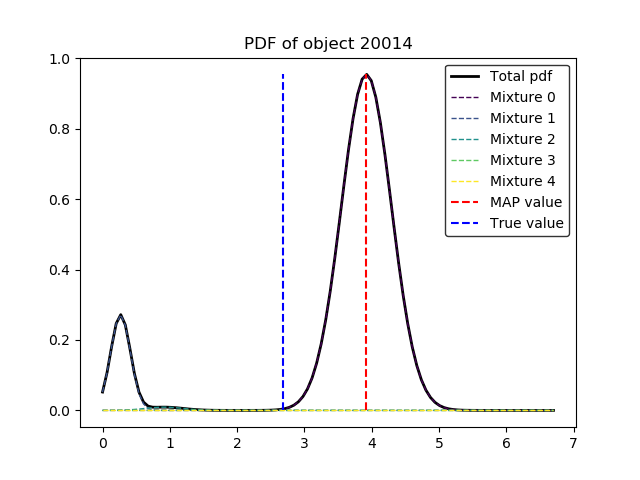 PDF of object 20014
1.0
0.8
0.6
0.4
0.2
0.0
0 1 2 3 4 5 6 7
Total pdf
Mixture 0
Mixture 1
Mixture 2
Mixture 3
Mixture 4
MAP value
True value